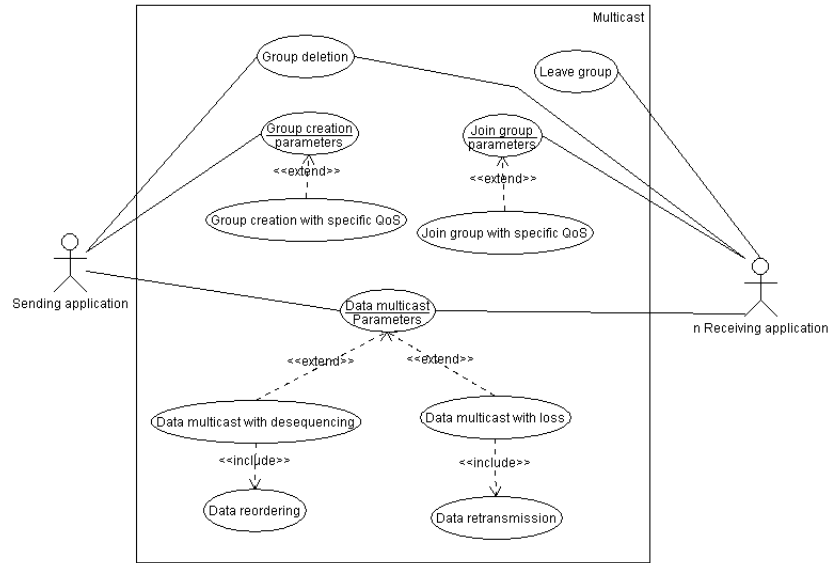 Multicast
Group deletion
Leave group
Group creation
parameters
Join group
parameters
<<extend>>
<<extend>>
Group creation with specific QoS
Join group with specific QoS
Sending application
n Receiving application
Data multicast
Parameters
<<extend>>
<<extend>>
Data multicast with desequencing
Data multicast with loss
<<include>>
<<include>>
Data reordering
Data retransmission